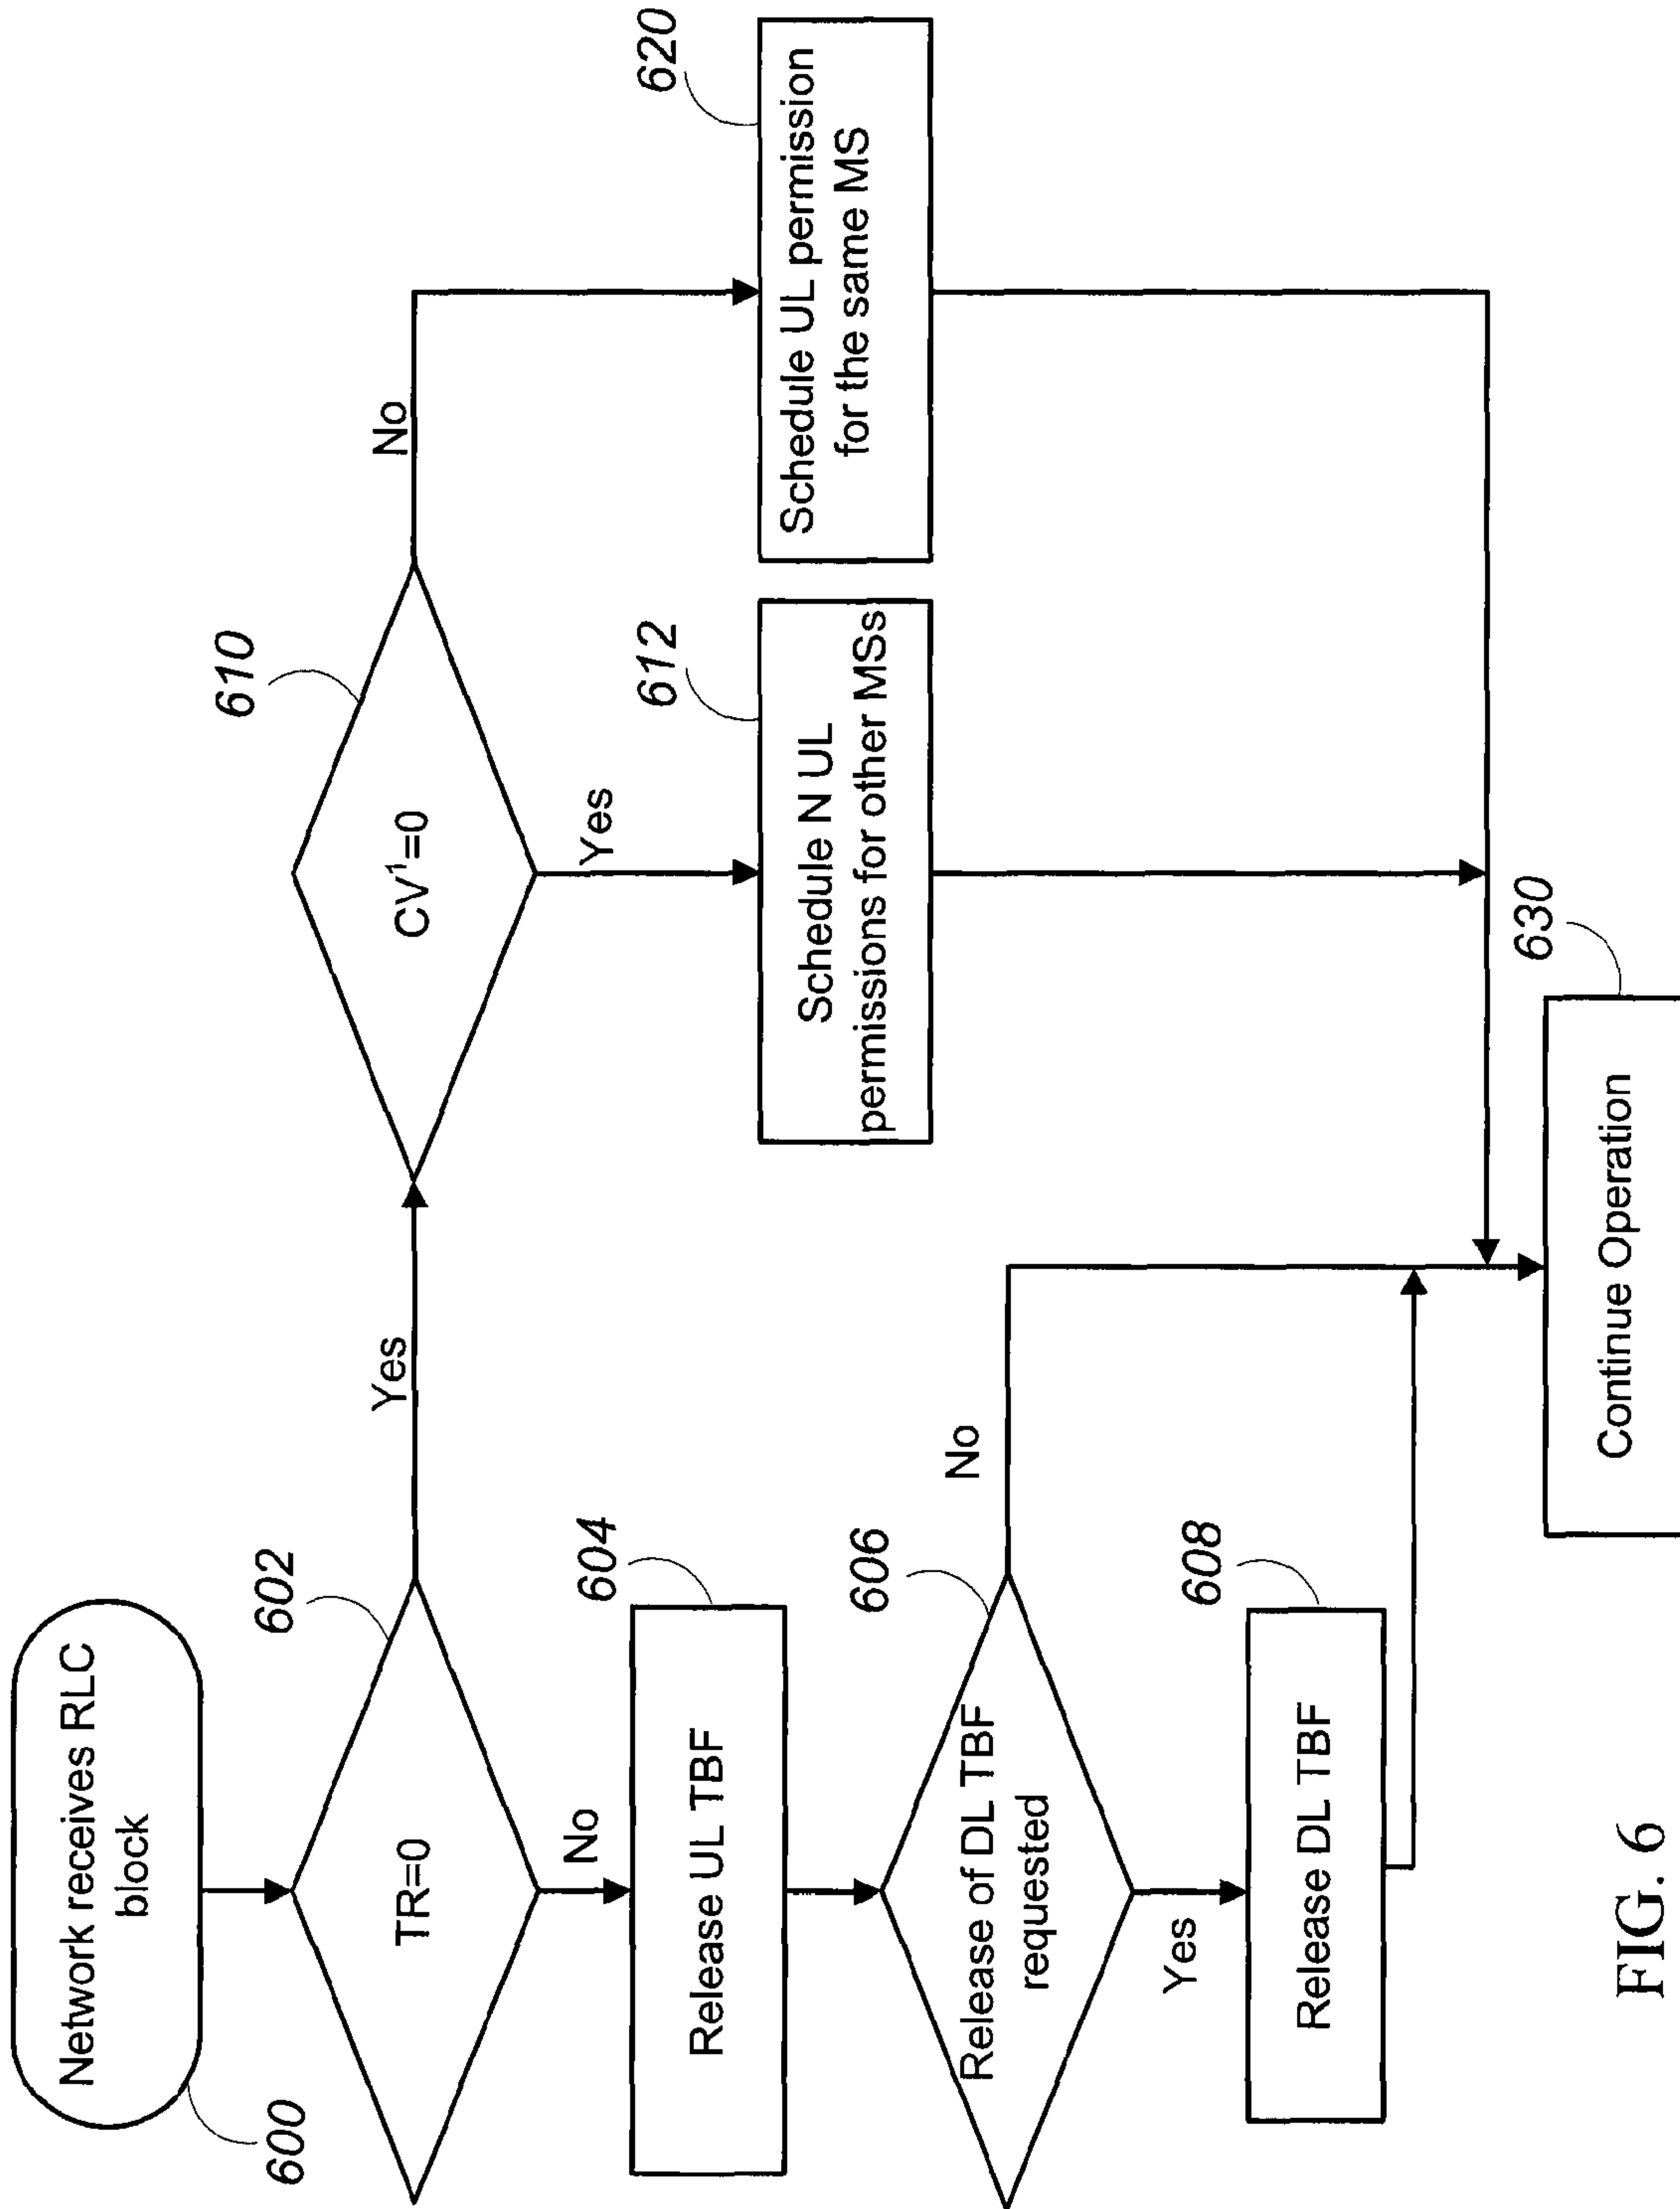 Network receives RLC
block
600
TR=0
602
Yes
No
Release UL TBF
604
Release of DL TBF
requested
606
No
Yes
Release DL TBF
608
CV¹=0
610
No
Yes
Schedule N UL
permissions for other MSs
612
Schedule UL permission
for the same MS
620
Continue Operation
630
FIG. 6